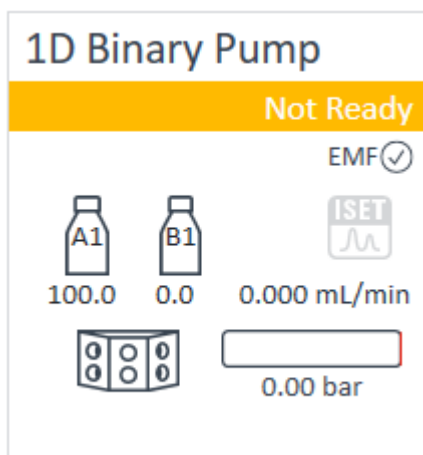 1D Binary Pump
Not Ready
EMF
ISET
A1 B1
100.0 0.0 0.000 mL/min
0.00 bar